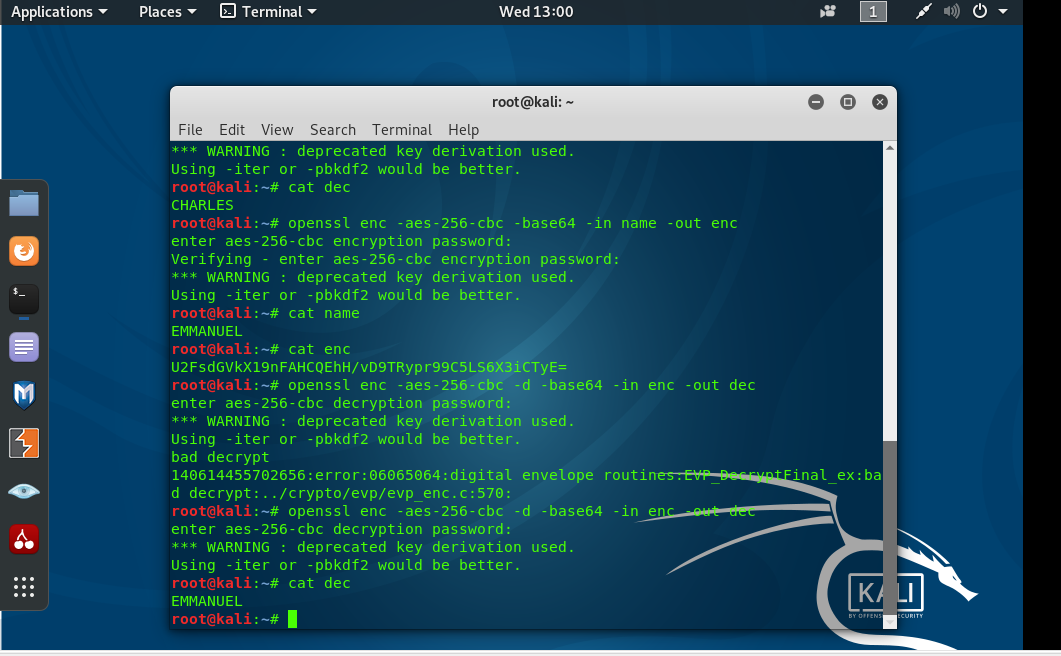 Applications Places Terminal Wed 13:00 1
root@kali: ~
File Edit View Search Terminal Help
*** WARNING : deprecated key derivation used.
Using -iter or -pbkdf2 would be better.
root@kali:~# cat dec
CHARLES
root@kali:~# openssl enc -aes-256-cbc -base64 -in name -out enc
enter aes-256-cbc encryption password:
Verifying - enter aes-256-cbc encryption password:
*** WARNING : deprecated key derivation used.
Using -iter or -pbkdf2 would be better.
root@kali:~# cat name
EMMANUEL
root@kali:~# cat enc
U2FsdGVkX19nFAHCQEhH/vD9TRypr99C5LS6X3iCTyE=
root@kali:~# openssl enc -aes-256-cbc -d -base64 -in enc -out dec
enter aes-256-cbc decryption password:
*** WARNING : deprecated key derivation used.
Using -iter or -pbkdf2 would be better.
bad decrypt
140614455702656:error:06065064:digital envelope routines:EVP_DecryptFinal_ex:ba
d decrypt:../crypto/evp/evp_enc.c:570:
root@kali:~# openssl enc -aes-256-cbc -d -base64 -in enc -out dec
enter aes-256-cbc decryption password:
*** WARNING : deprecated key derivation used.
Using -iter or -pbkdf2 would be better.
root@kali:~# cat dec
EMMANUEL
root@kali:~#
$_
KALI
BY OFFENSIVE SECURITY